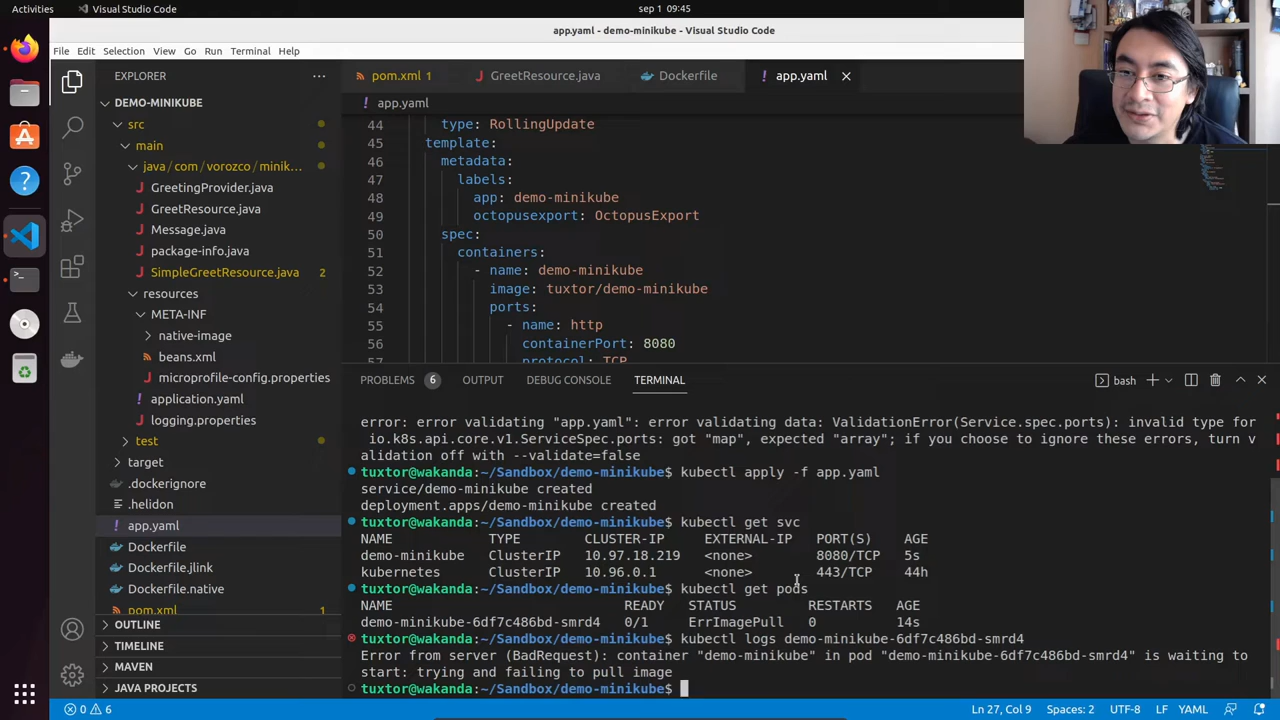 Activities
Visual Studio Code
sep 1 09:45
app.yaml - demo-minikube - Visual Studio Code
File Edit Selection View Go Run Terminal Help
EXPLORER
pom.xml 1
GreetResource.java
Dockerfile
app.yaml
DEMO-MINIKUBE
app.yaml
src
main
java / com / vorozco / minik...
GreetingProvider.java
GreetResource.java
Message.java
package-info.java
SimpleGreetResource.java 2
resources
META-INF
native-image
beans.xml
microprofile-config.properties
application.yaml
logging.properties
test
target
.dockerignore
.helidon
app.yaml
Dockerfile
Dockerfile.jlink
Dockerfile.native
pom.xml
OUTLINE
TIMELINE
MAVEN
JAVA PROJECTS
44 type: RollingUpdate
45 template:
46 metadata:
47 labels:
48 app: demo-minikube
49 octopusexport: OctopusExport
50 spec:
51 containers:
52 - name: demo-minikube
53 image: tuxtor/demo-minikube
54 ports:
55 - name: http
56 containerPort: 8080
57 protocol: TCP
PROBLEMS 6 OUTPUT DEBUG CONSOLE TERMINAL
bash
error: error validating "app.yaml": error validating data: ValidationError(Service.spec.ports): invalid type for
io.k8s.api.core.v1.ServiceSpec.ports: got "map", expected "array"; if you choose to ignore these errors, turn v
alidation off with --validate=false
tuxtor@wakanda:~/Sandbox/demo-minikube$ kubectl apply -f app.yaml
service/demo-minikube created
deployment.apps/demo-minikube created
tuxtor@wakanda:~/Sandbox/demo-minikube$ kubectl get svc
NAME TYPE CLUSTER-IP EXTERNAL-IP PORT(S) AGE
demo-minikube ClusterIP 10.97.18.219 <none> 8080/TCP 5s
kubernetes ClusterIP 10.96.0.1 <none> 443/TCP 44h
tuxtor@wakanda:~/Sandbox/demo-minikube$ kubectl get pods
NAME READY STATUS RESTARTS AGE
demo-minikube-6df7c486bd-smrd4 0/1 ErrImagePull 0 14s
tuxtor@wakanda:~/Sandbox/demo-minikube$ kubectl logs demo-minikube-6df7c486bd-smrd4
Error from server (BadRequest): container "demo-minikube" in pod "demo-minikube-6df7c486bd-smrd4" is waiting to
start: trying and failing to pull image
tuxtor@wakanda:~/Sandbox/demo-minikube$
0 6
Ln 27, Col 9 Spaces: 2 UTF-8 LF YAML